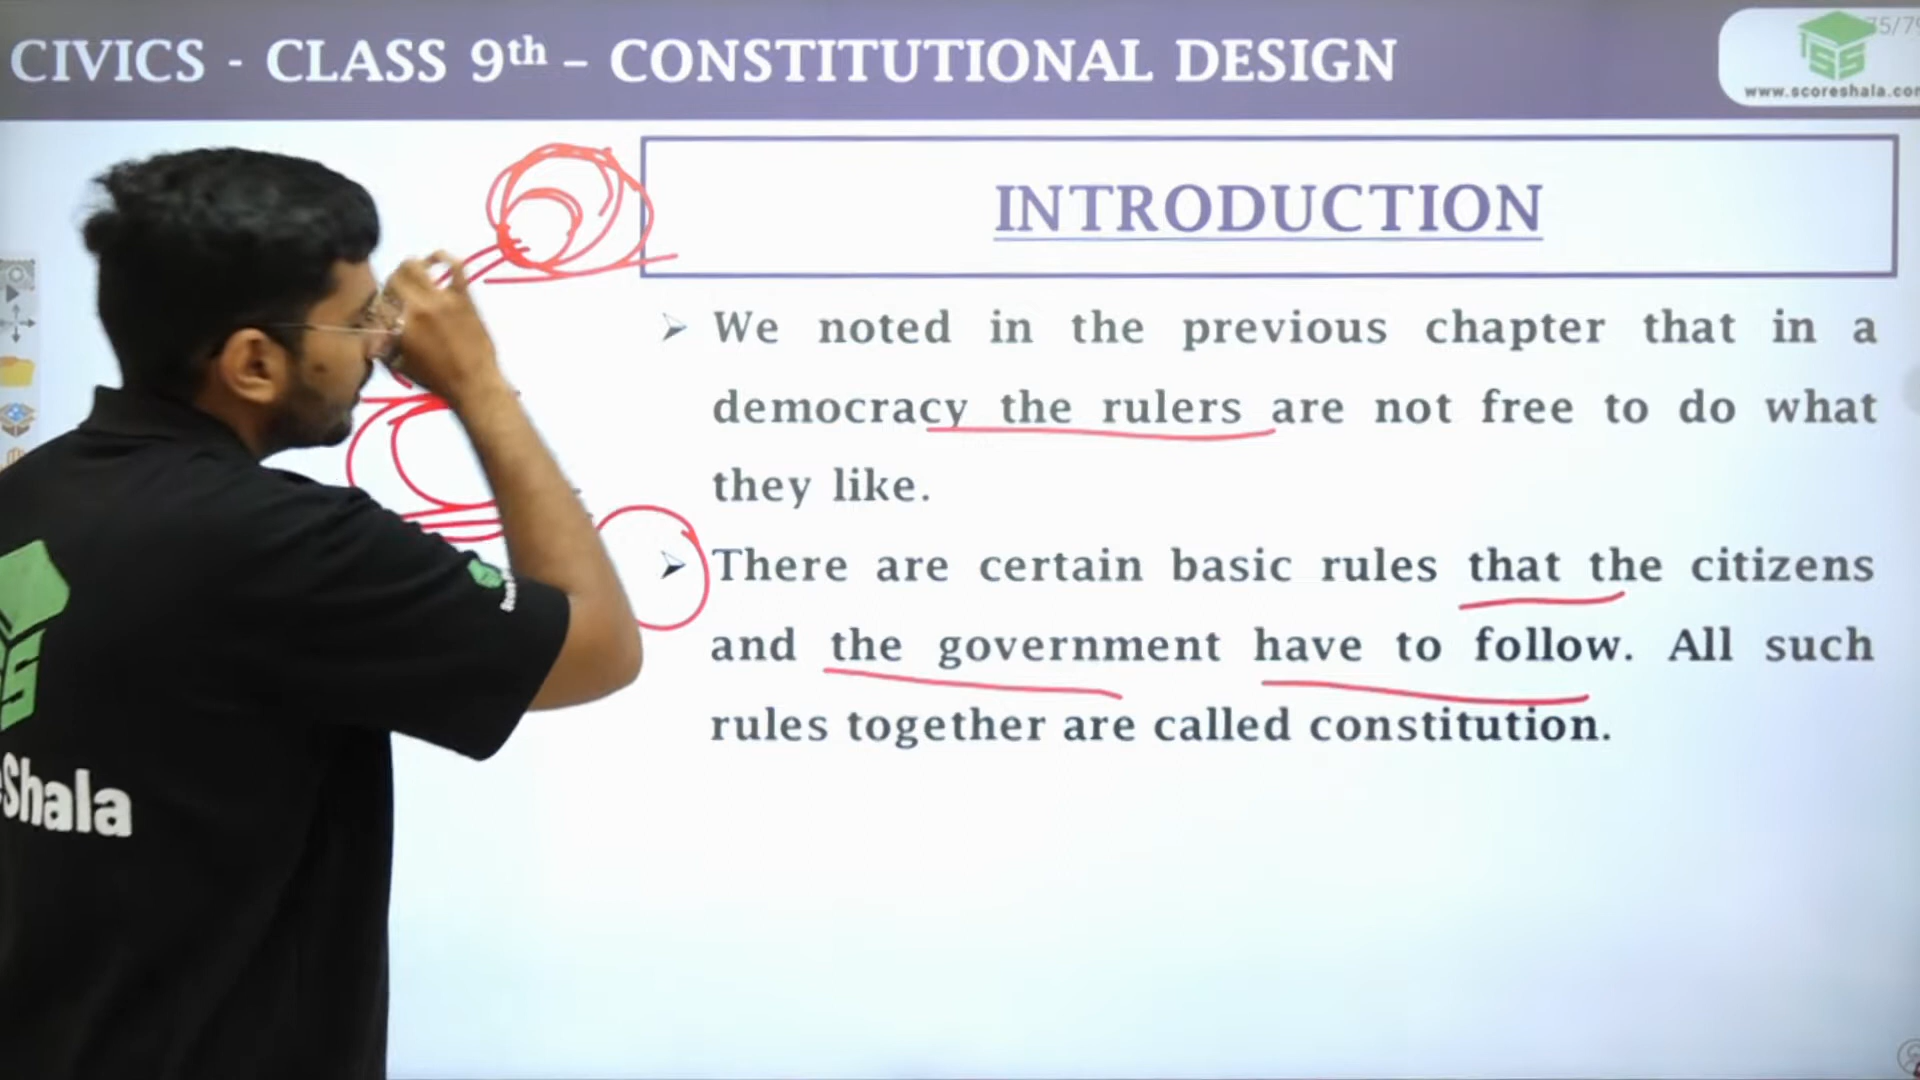 CIVICS - CLASS 9th – CONSTITUTIONAL DESIGN
SS
www.scoreshala.com
INTRODUCTION
➢ We noted in the previous chapter that in a
democracy the rulers are not free to do what
they like.
➢ There are certain basic rules that the citizens
and the government have to follow. All such
rules together are called constitution.
Shala